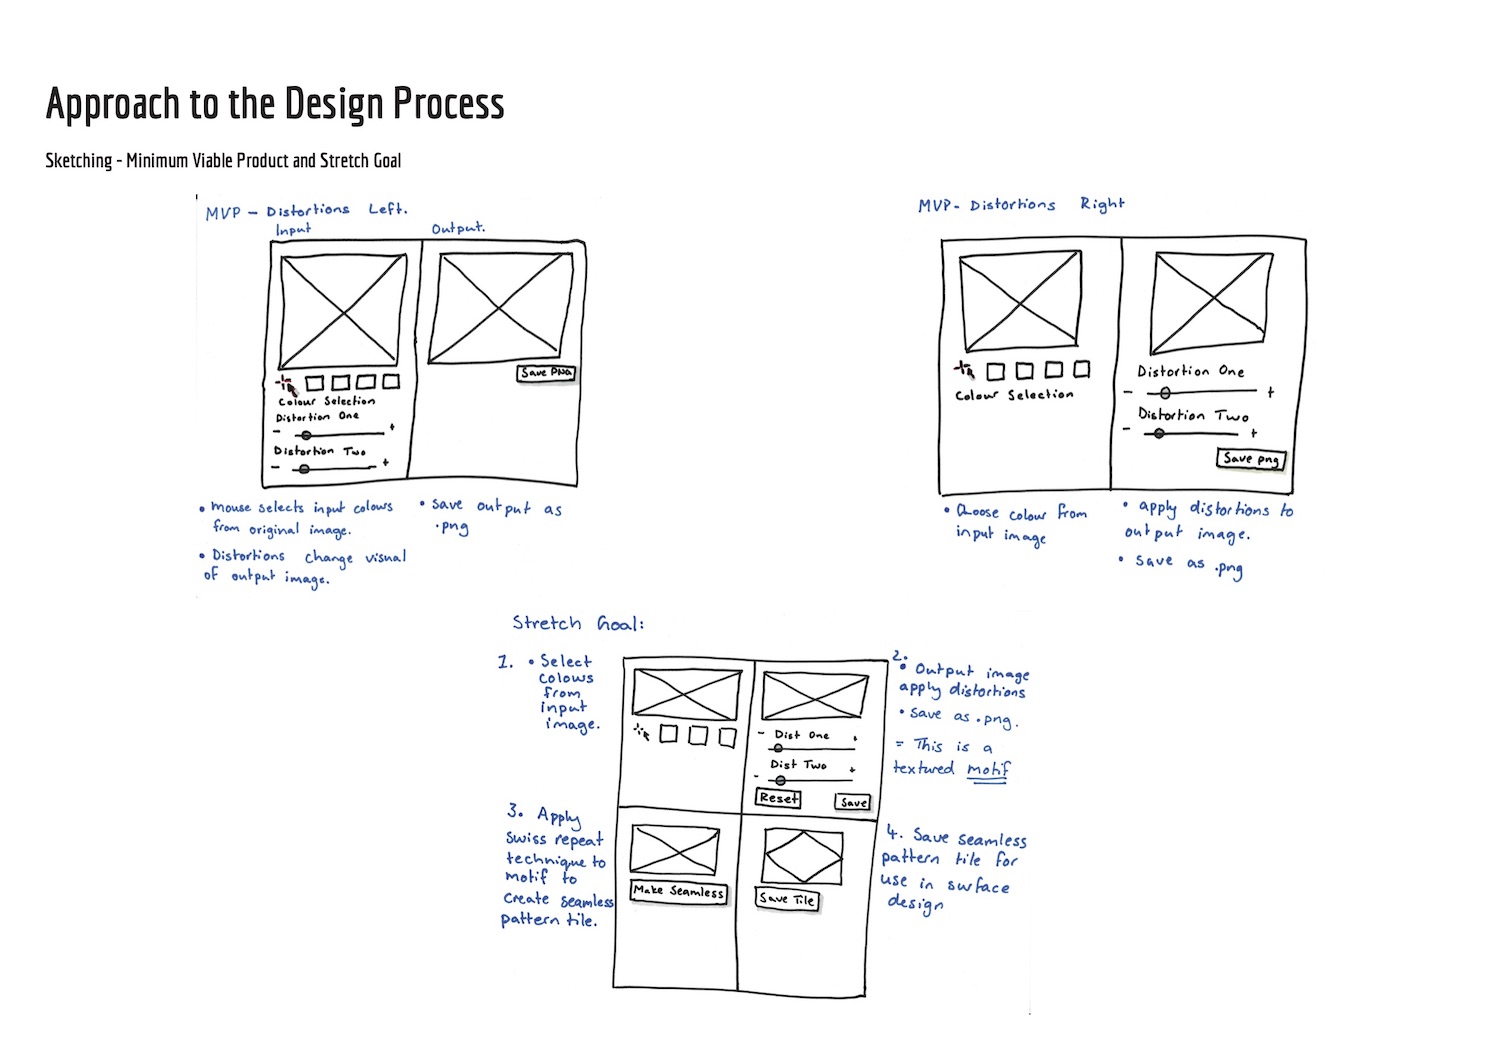 Approach to the Design Process
Sketching - Minimum Viable Product and Stretch Goal
MVP - Distortions Left.
Input
Output.
Save PNG
Colour Selection
Distortion One
- +
Distortion Two
- +
• mouse selects input colours
from original image.
• Distortions change visual
of output image.
• save output as
.png
MVP- Distortions Right
Colour Selection
Distortion One
- +
Distortion Two
- +
Save png
• Choose colour from
input image
• apply distortions to
output image.
• save as .png
Stretch Goal:
1. • Select
colours
from
input
image.
- Dist One +
Dist Two
- +
Reset
Save
2.
• Output image
apply distortions
• save as .png.
= This is a
textured motif
3. Apply
swiss repeat
technique to
motif to
create seamless
pattern tile.
Make Seamless
Save Tile
4. Save seamless
pattern tile for
use in surface
design